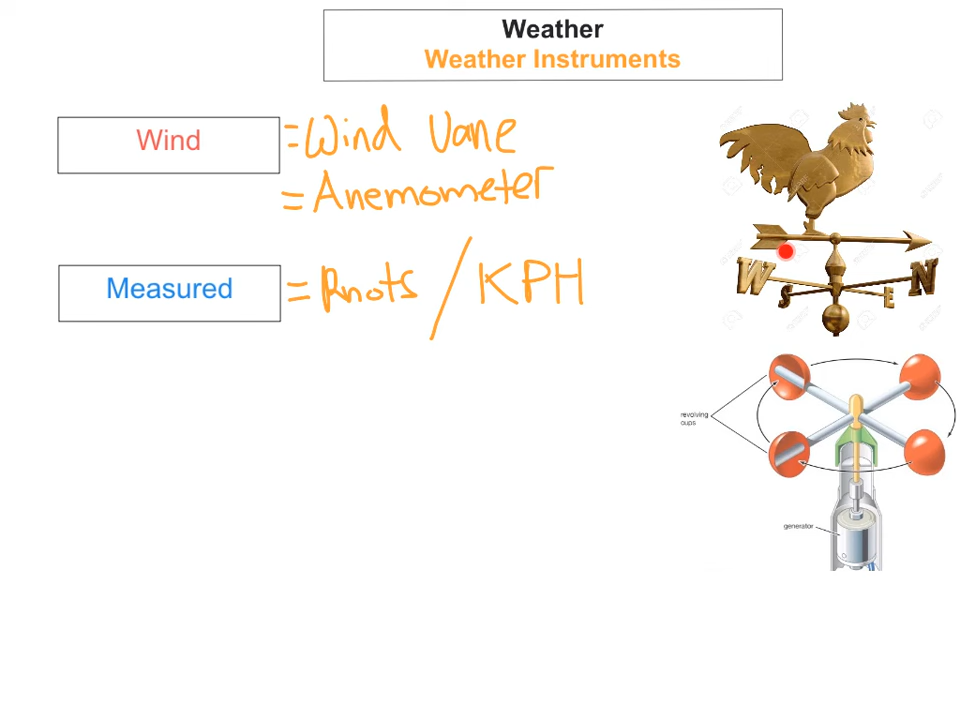 Weather
Weather Instruments
Wind
= Wind Vane
= Anemometer
Measured
= Knots / KPH
W
N
S
E
revolving
cups
generator